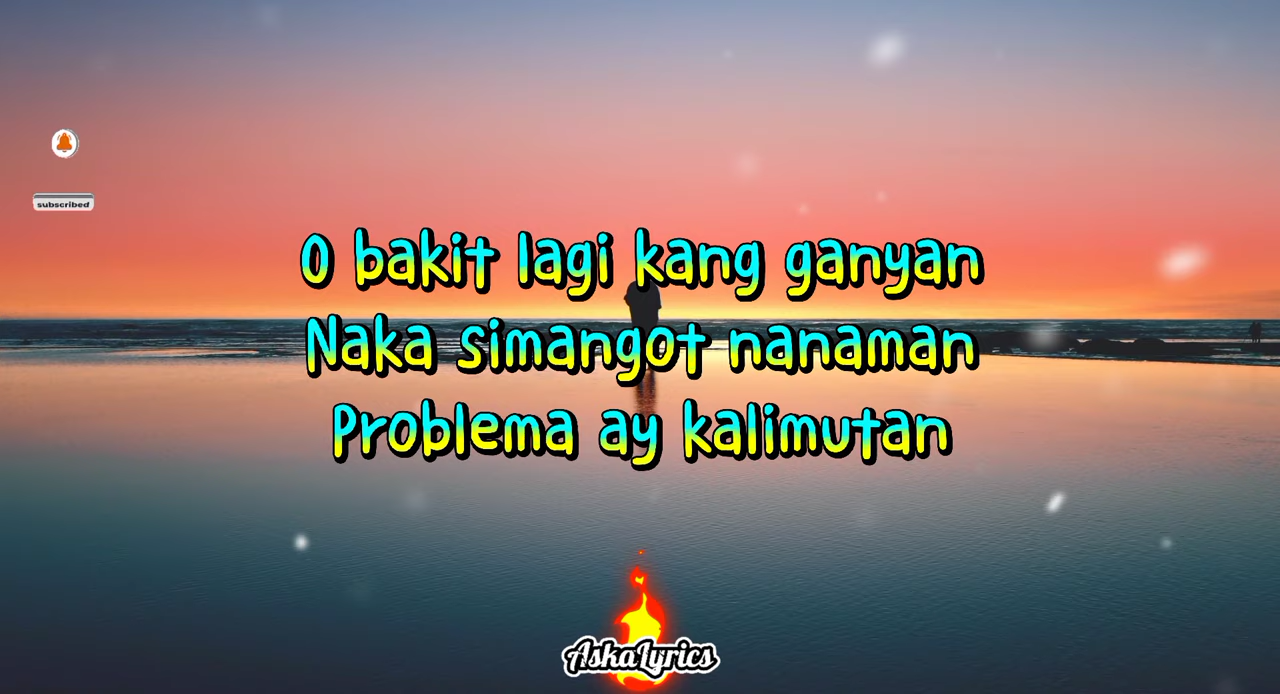 subscribed
O bakit lagi kang ganyan
Naka simangot nanaman
Problema ay kalimutan
AskaLyrics